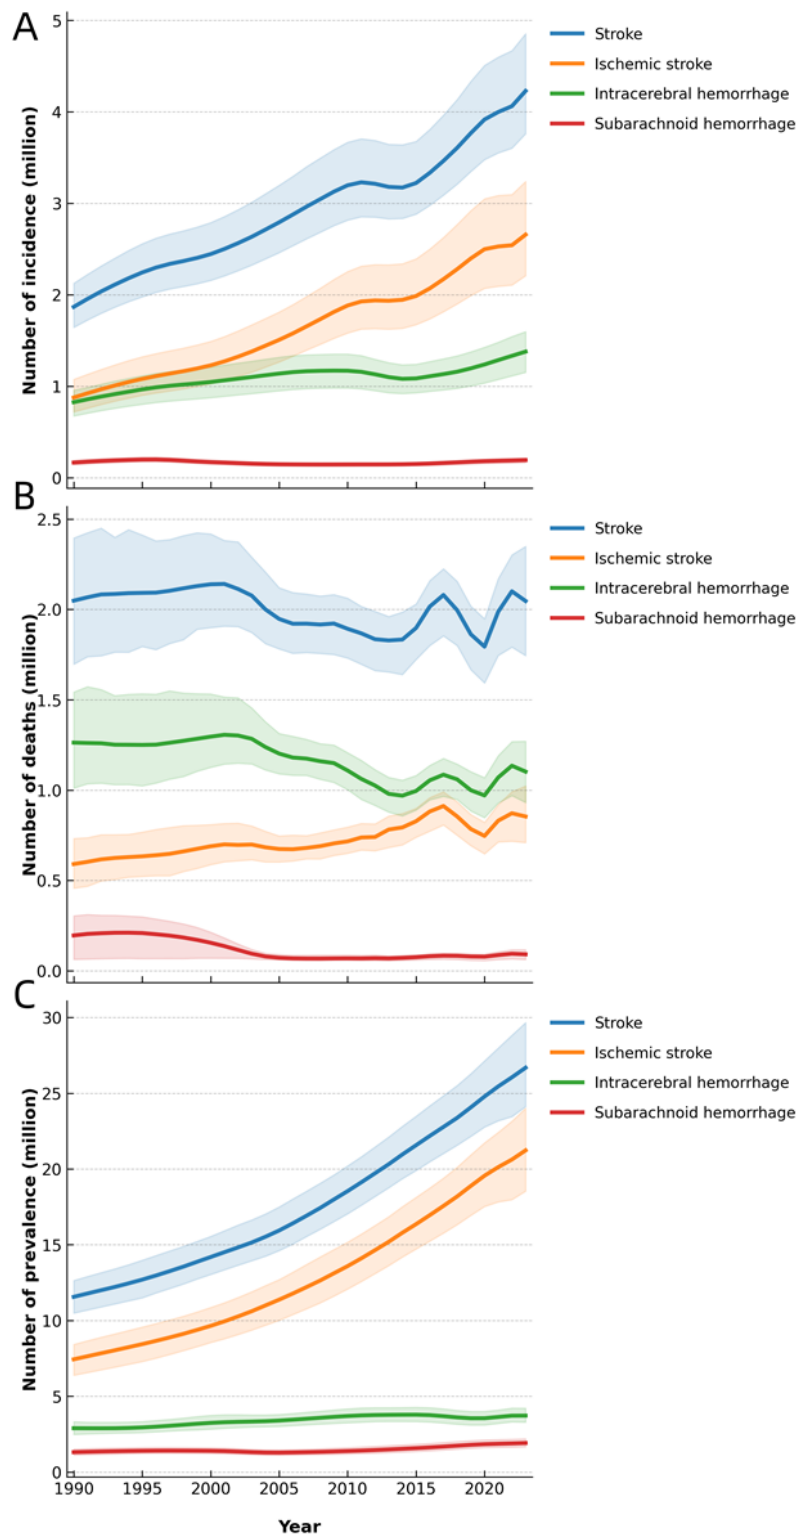 A
Number of incidence (million)
5
4
3
2
1
0
Stroke
Ischemic stroke
Intracerebral hemorrhage
Subarachnoid hemorrhage
B
Number of deaths (million)
2.5
2.0
1.5
1.0
0.5
0.0
Stroke
Ischemic stroke
Intracerebral hemorrhage
Subarachnoid hemorrhage
C
Number of prevalence (million)
30
25
20
15
10
5
0
Stroke
Ischemic stroke
Intracerebral hemorrhage
Subarachnoid hemorrhage
1990 1995 2000 2005 2010 2015 2020
Year